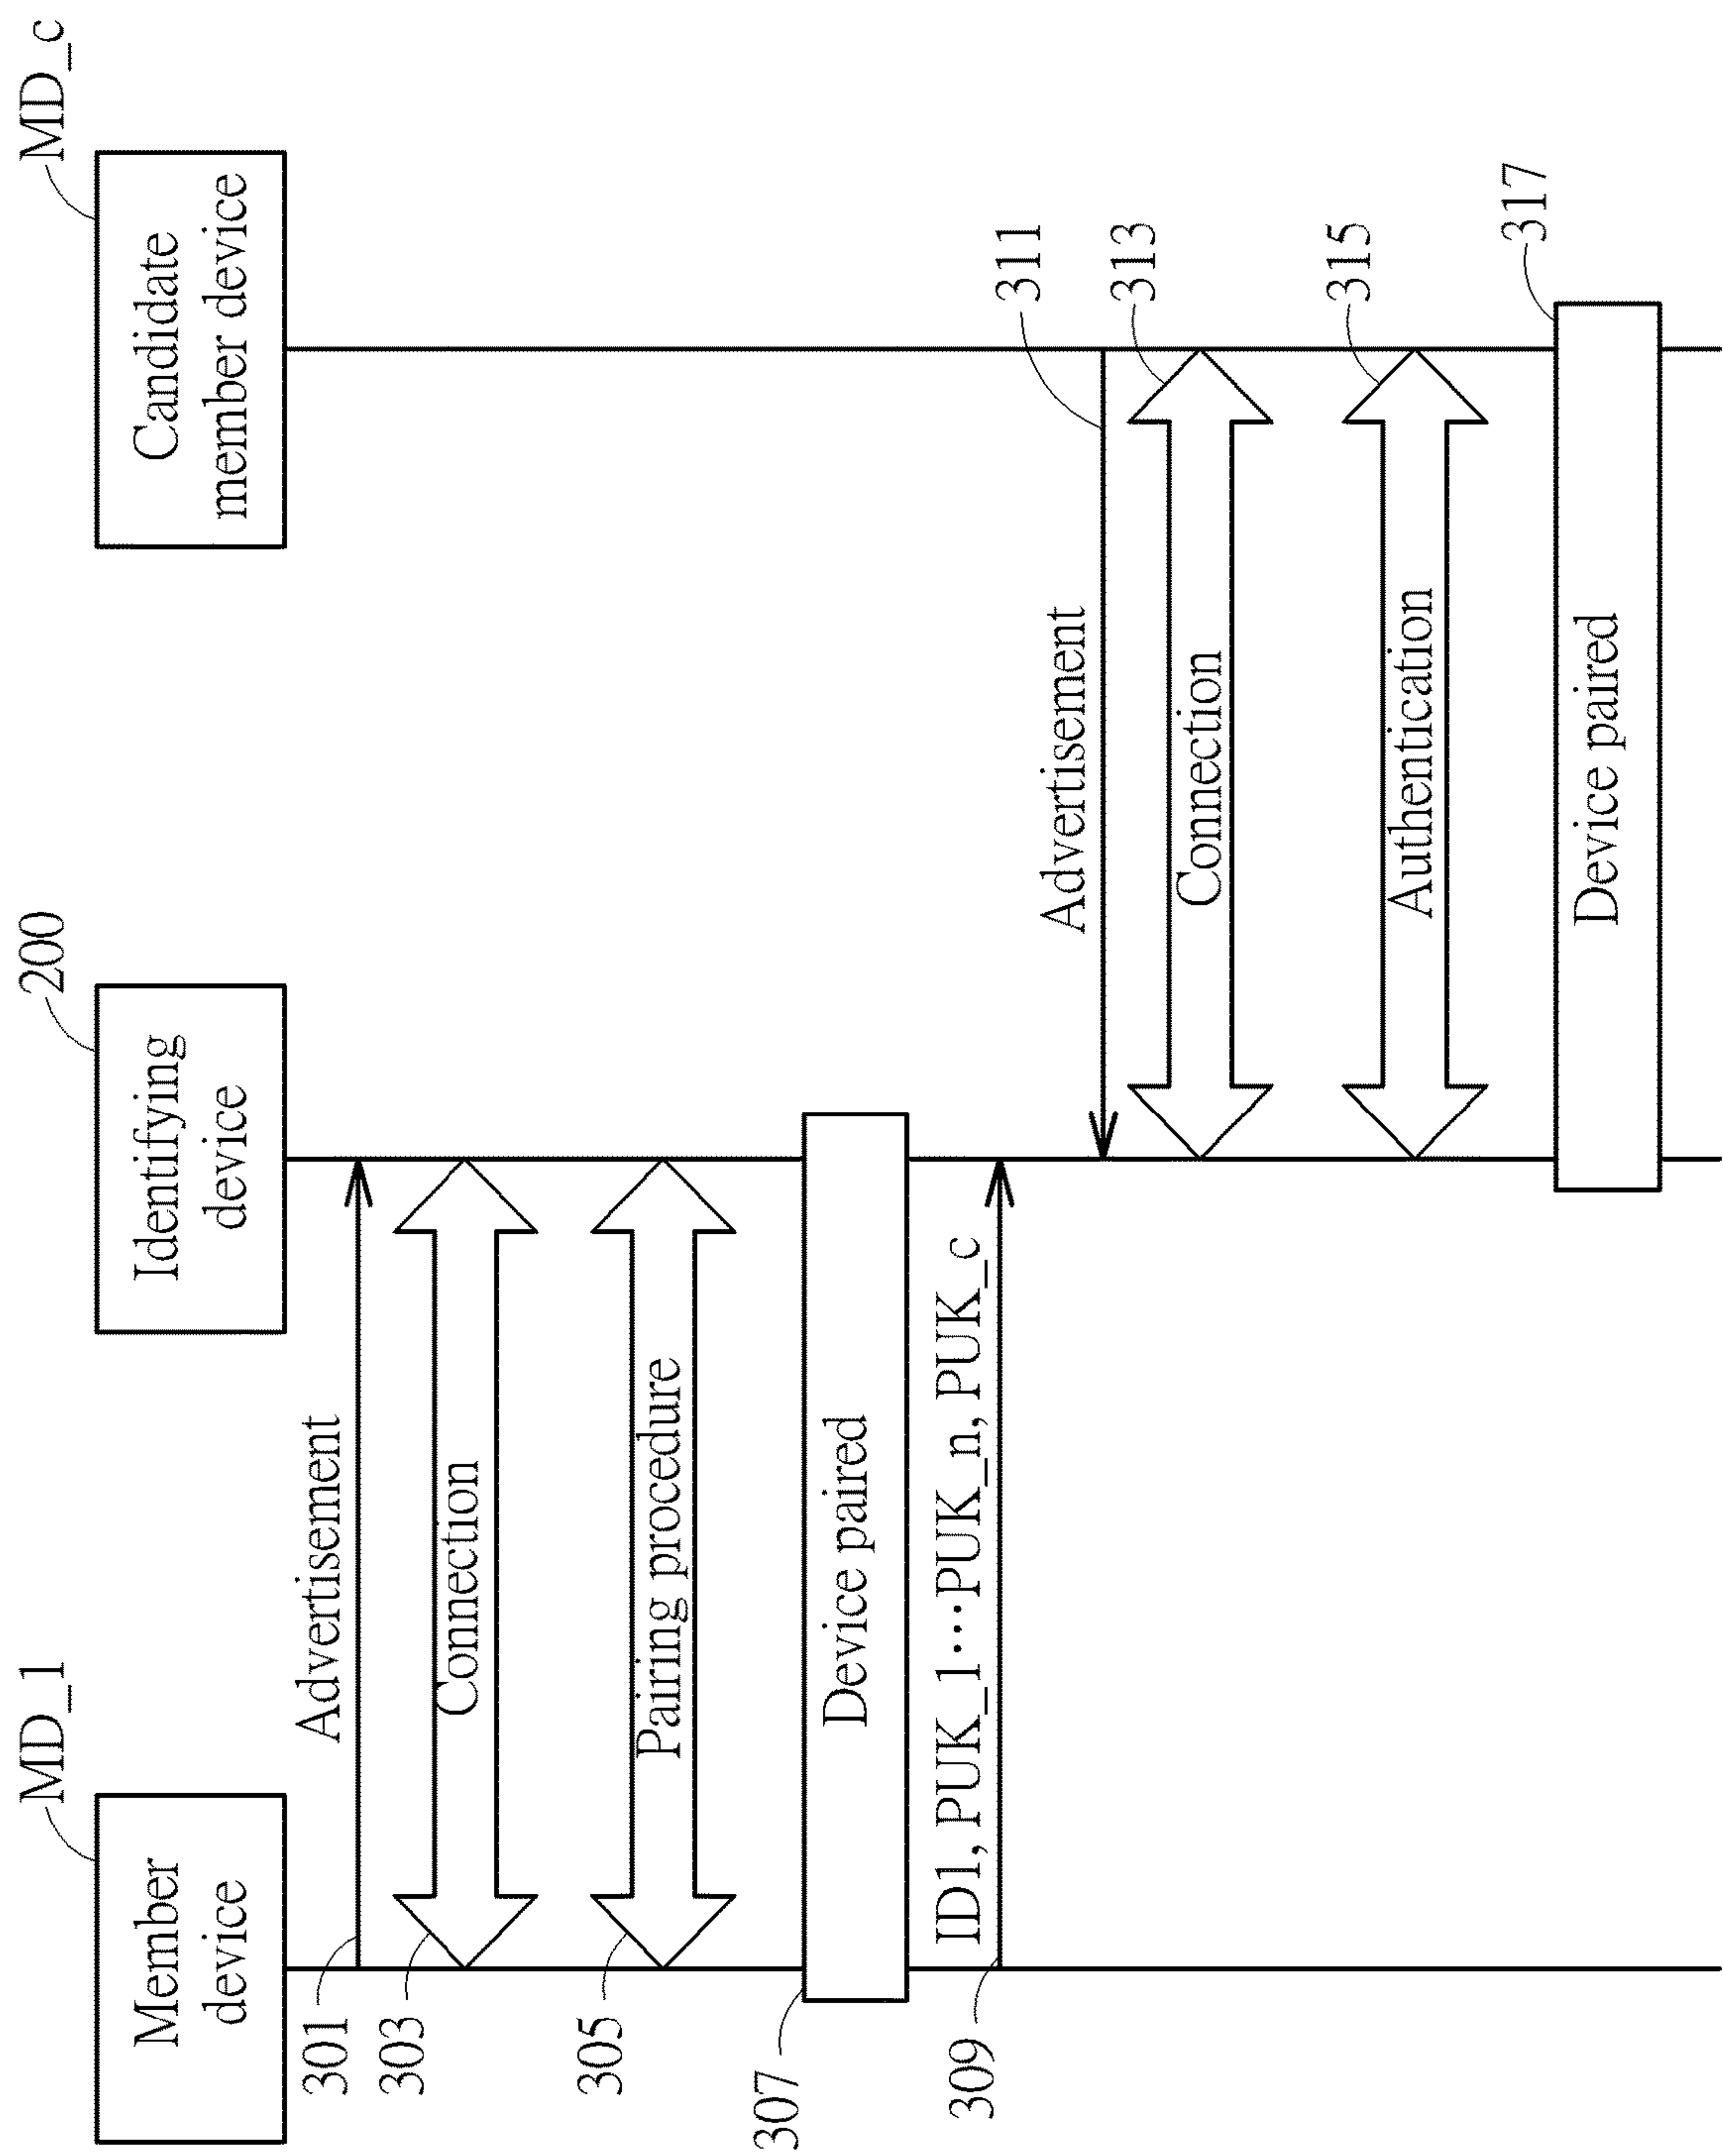 MD_1
200
MD_c
Member
device
Identifying
device
Candidate
member device
301
Advertisement
303
Connection
305
Pairing procedure
307
Device paired
309
ID1, PUK_1···PUK_n, PUK_c
Advertisement
311
Connection
313
Authentication
315
Device paired
317